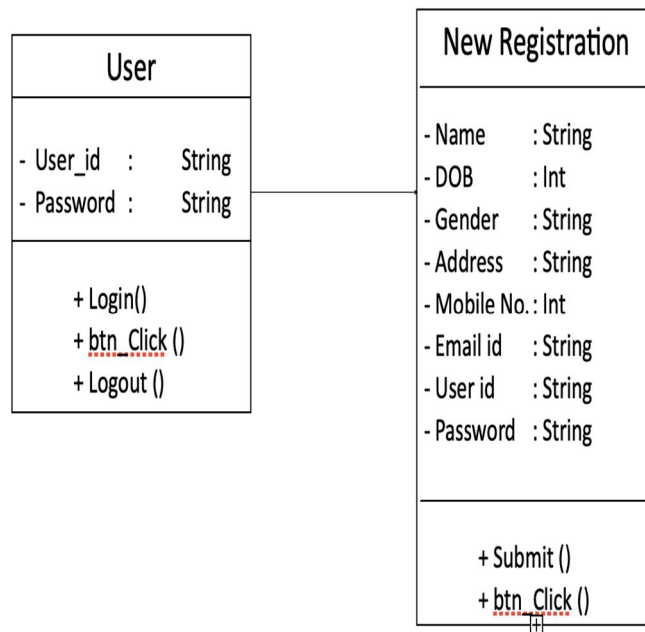 User
- User_id : String
- Password : String
+ Login()
+ btn_Click ()
+ Logout ()
New Registration
- Name : String
- DOB : Int
- Gender : String
- Address : String
- Mobile No. : Int
- Email id : String
- User id : String
- Password : String
+ Submit ()
+ btn_Click ()